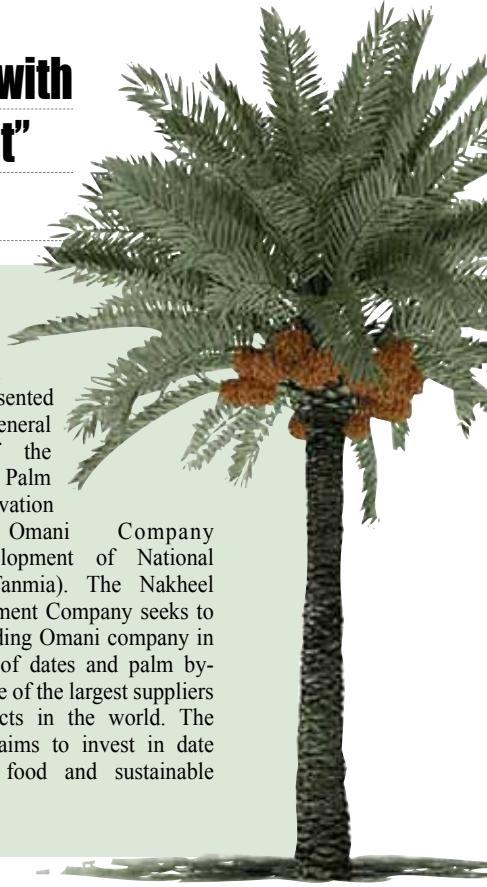 with
t”
sented
eneral
the
Palm
vation
Omani Company
lopment of National
anmia). The Nakheel
ment Company seeks to
ding Omani company in
of dates and palm by-
e of the largest suppliers
cts in the world. The
aims to invest in date
food and sustainable